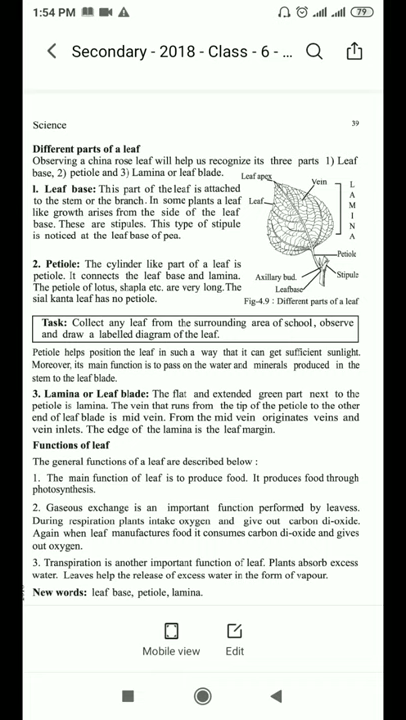 1:54 PM
79
Secondary - 2018 - Class - 6 - ...
Science 39
Different parts of a leaf
Observing a china rose leaf will help us recognize its three parts 1) Leaf
base, 2) petiole and 3) Lamina or leaf blade.
l. Leaf base: This part of the leaf is attached
to the stem or the branch. In some plants a leaf
like growth arises from the side of the leaf
base. These are stipules. This type of stipule
is noticed at the leaf base of pea.
2. Petiole: The cylinder like part of a leaf is
petiole. It connects the leaf base and lamina.
The petiole of lotus, shapla etc. are very long. The
sial kanta leaf has no petiole.
Leaf apex
Vein
Leaf
LAMINA
Petiole
Axillary bud.
Stipule
Leafbase
Fig-4.9 : Different parts of a leaf
Task: Collect any leaf from the surrounding area of school, observe
and draw a labelled diagram of the leaf.
Petiole helps position the leaf in such a way that it can get sufficient sunlight.
Moreover, its main function is to pass on the water and minerals produced in the
stem to the leaf blade.
3. Lamina or Leaf blade: The flat and extended green part next to the
petiole is lamina. The vein that runs from the tip of the petiole to the other
end of leaf blade is mid vein. From the mid vein originates veins and
vein inlets. The edge of the lamina is the leaf margin.
Functions of leaf
The general functions of a leaf are described below :
1. The main function of leaf is to produce food. It produces food through
photosynthesis.
2. Gaseous exchange is an important function performed by leavess.
During respiration plants intake oxygen and give out carbon di-oxide.
Again when leaf manufactures food it consumes carbon di-oxide and gives
out oxygen.
3. Transpiration is another important function of leaf. Plants absorb excess
water. Leaves help the release of excess water in the form of vapour.
New words: leaf base, petiole, lamina.
Mobile view
Edit